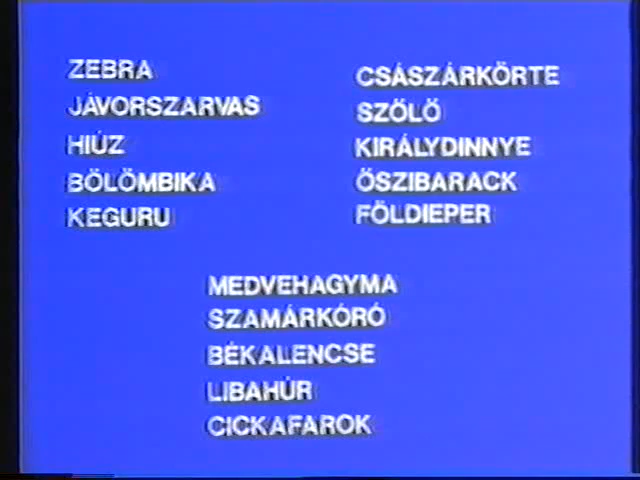 ZEBRA
JÁVORSZARVAS
HIÚZ
BÖLÖMBIKA
KEGURU
CSÁSZÁRKÖRTE
SZŐLŐ
KIRÁLYDINNYE
ŐSZIBARACK
FÖLDIEPER
MEDVEHAGYMA
SZAMÁRKÓRÓ
BÉKALENCSE
LIBAHÚR
CICKAFAROK